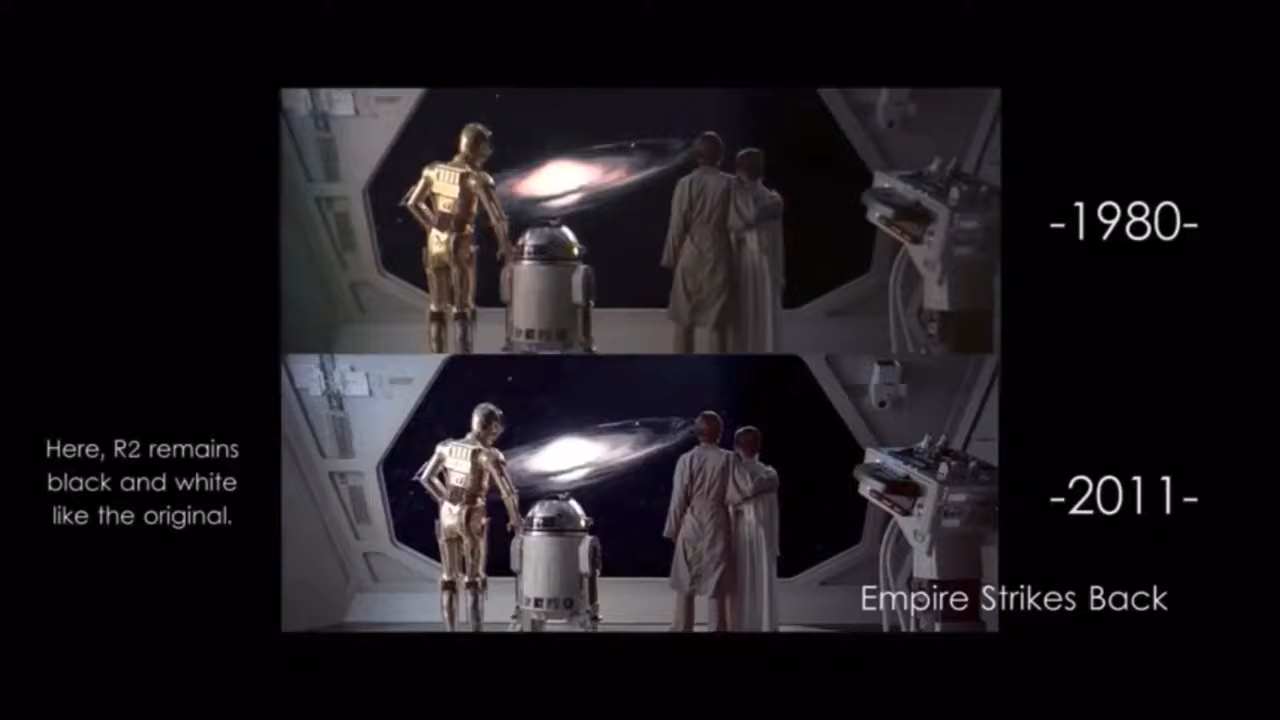 -1980-
Here, R2 remains
black and white
like the original.
-2011-
Empire Strikes Back